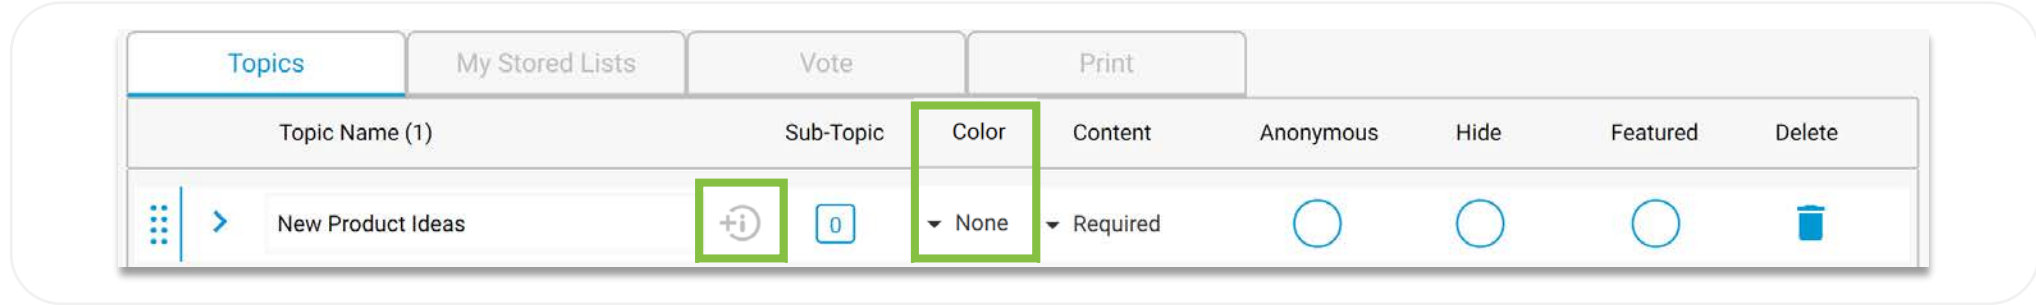 Topics My Stored Lists Vote Print
Topic Name (1) Sub-Topic Color Content Anonymous Hide Featured Delete
New Product Ideas +i 0 None Required